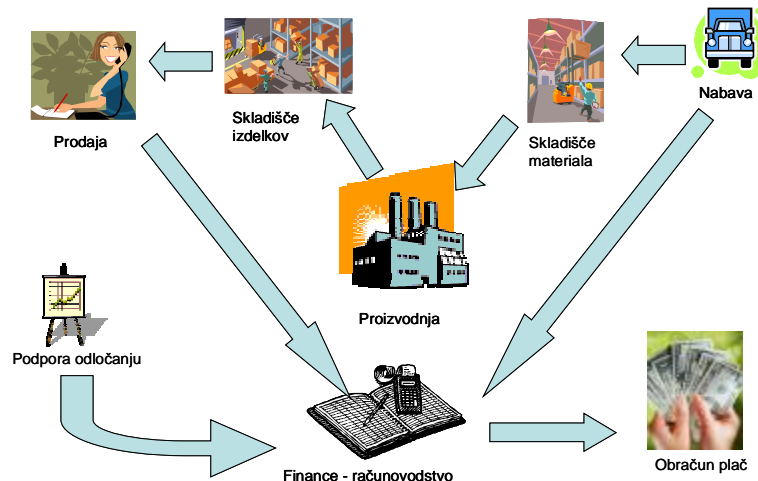 Nabava
Skladišče
izdelkov
Prodaja
Skladišče
materiala
Proizvodnja
Podpora odločanju
Obračun plač
Finance - računovodstvo